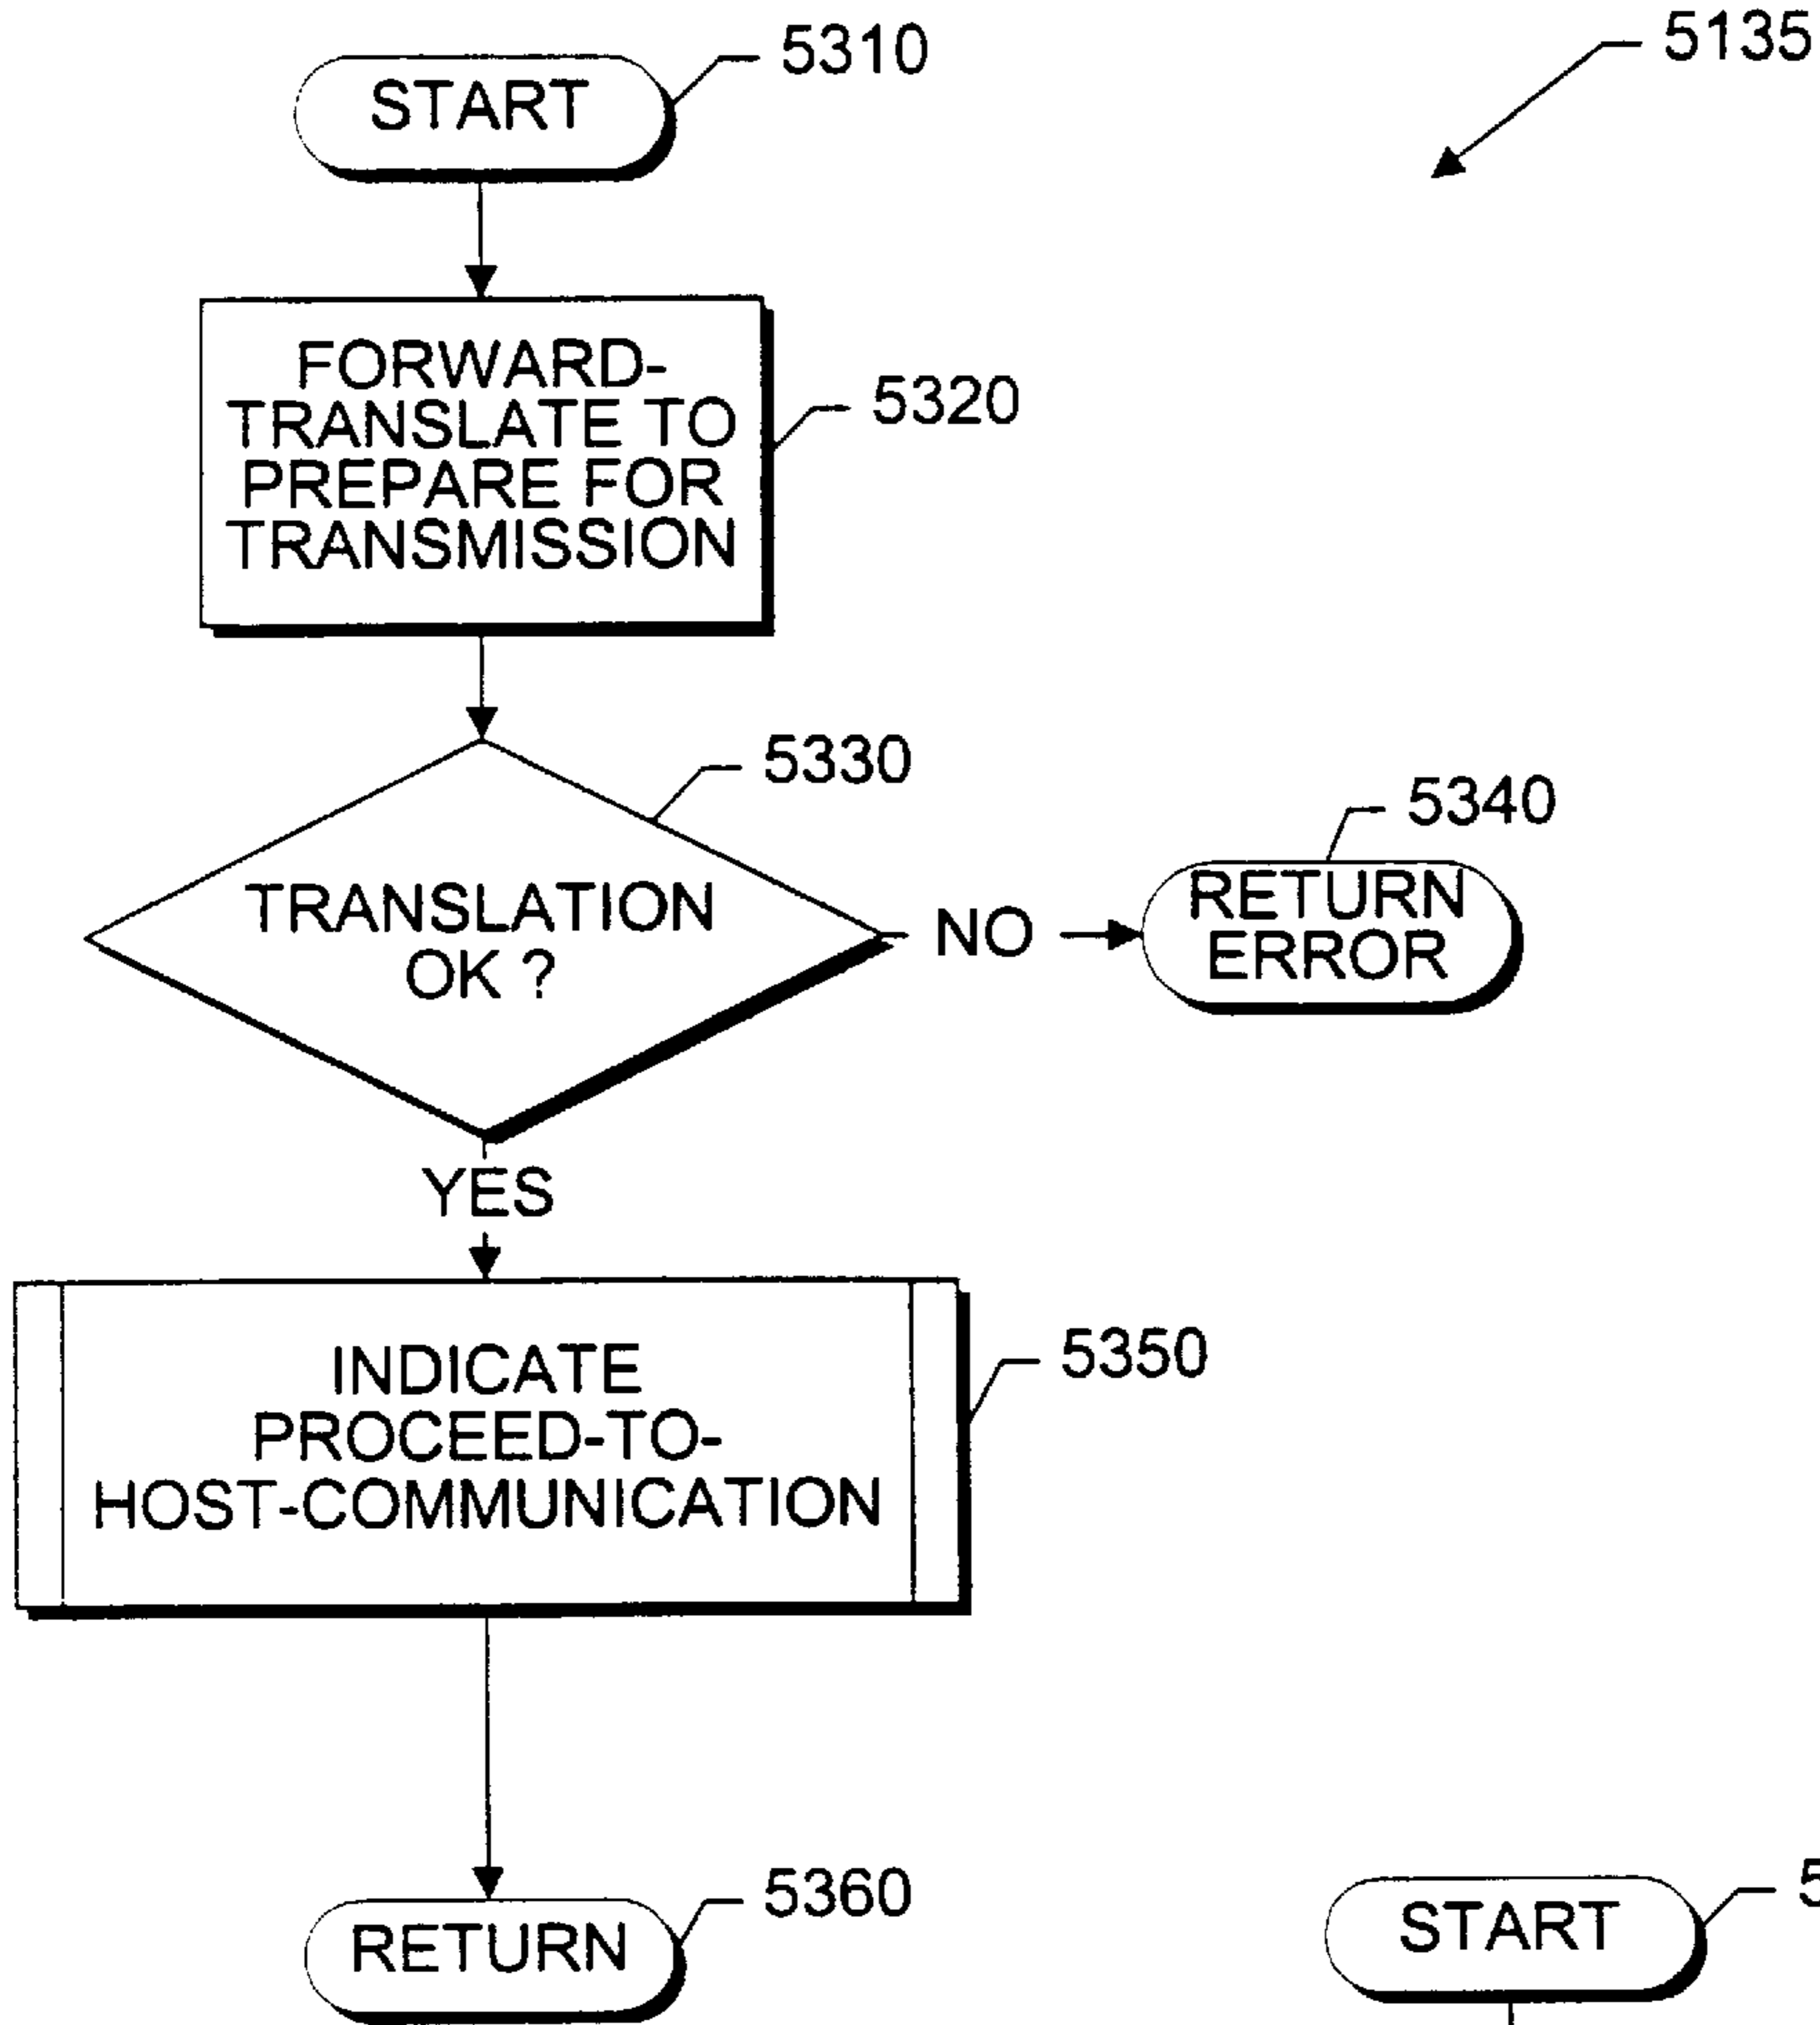 START
5310
5135
FORWARD-
TRANSLATE TO
PREPARE FOR
TRANSMISSION
5320
5330
TRANSLATION
OK ?
NO
5340
RETURN
ERROR
YES
INDICATE
PROCEED-TO-
HOST-COMMUNICATION
5350
RETURN
5360
START